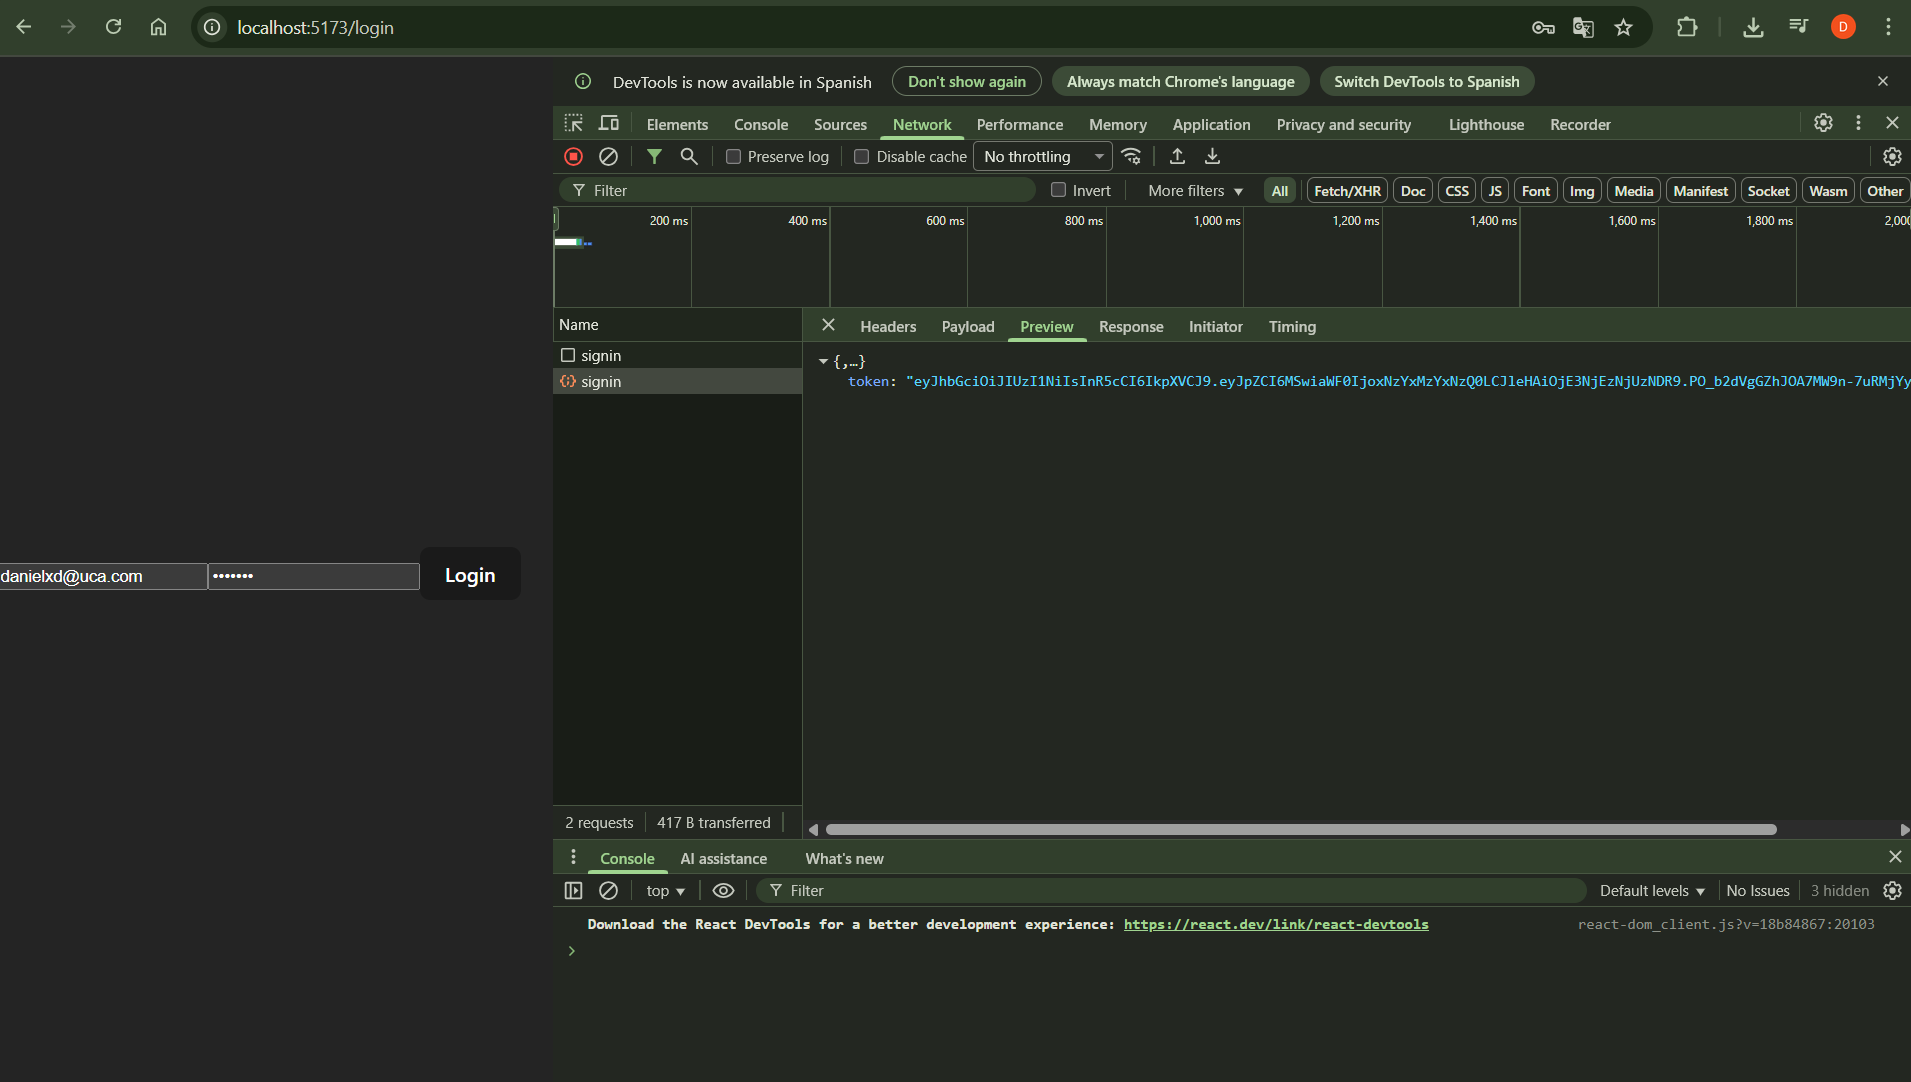 localhost:5173/login
D
DevTools is now available in Spanish
Don't show again
Always match Chrome's language
Switch DevTools to Spanish
Elements
Console
Sources
Network
Performance
Memory
Application
Privacy and security
Lighthouse
Recorder
Preserve log
Disable cache
No throttling
Filter
Invert
More filters
All
Fetch/XHR
Doc
CSS
JS
Font
Img
Media
Manifest
Socket
Wasm
Other
200 ms
400 ms
600 ms
800 ms
1,000 ms
1,200 ms
1,400 ms
1,600 ms
1,800 ms
2,000
Name
Headers
Payload
Preview
Response
Initiator
Timing
signin
signin
{,…}
token: "eyJhbGciOiJIUzI1NiIsInR5cCI6IkpXVCJ9.eyJpZCI6MSwiaWF0IjoxNzYxMzYxNzQ0LCJleHAiOjE3NjEzNjUzNDR9.PO_b2dVgGZhJOA7MW9n-7uRMjYy
danielxd@uca.com
•••••••
Login
2 requests
417 B transferred
Console
AI assistance
What's new
top
Filter
Default levels
No Issues
3 hidden
Download the React DevTools for a better development experience: https://react.dev/link/react-devtools
react-dom_client.js?v=18b84867:20103